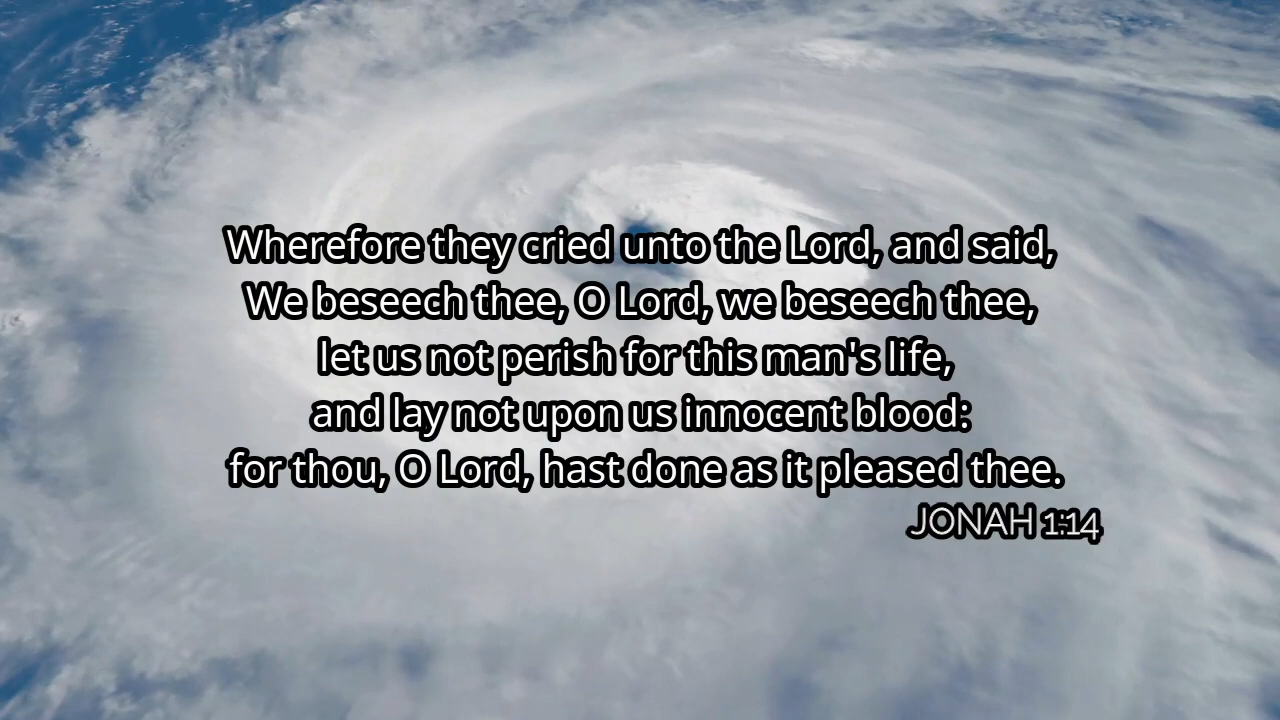 Wherefore they cried unto the Lord, and said,
We beseech thee, O Lord, we beseech thee,
let us not perish for this man's life,
and lay not upon us innocent blood:
for thou, O Lord, hast done as it pleased thee.
JONAH 1:14